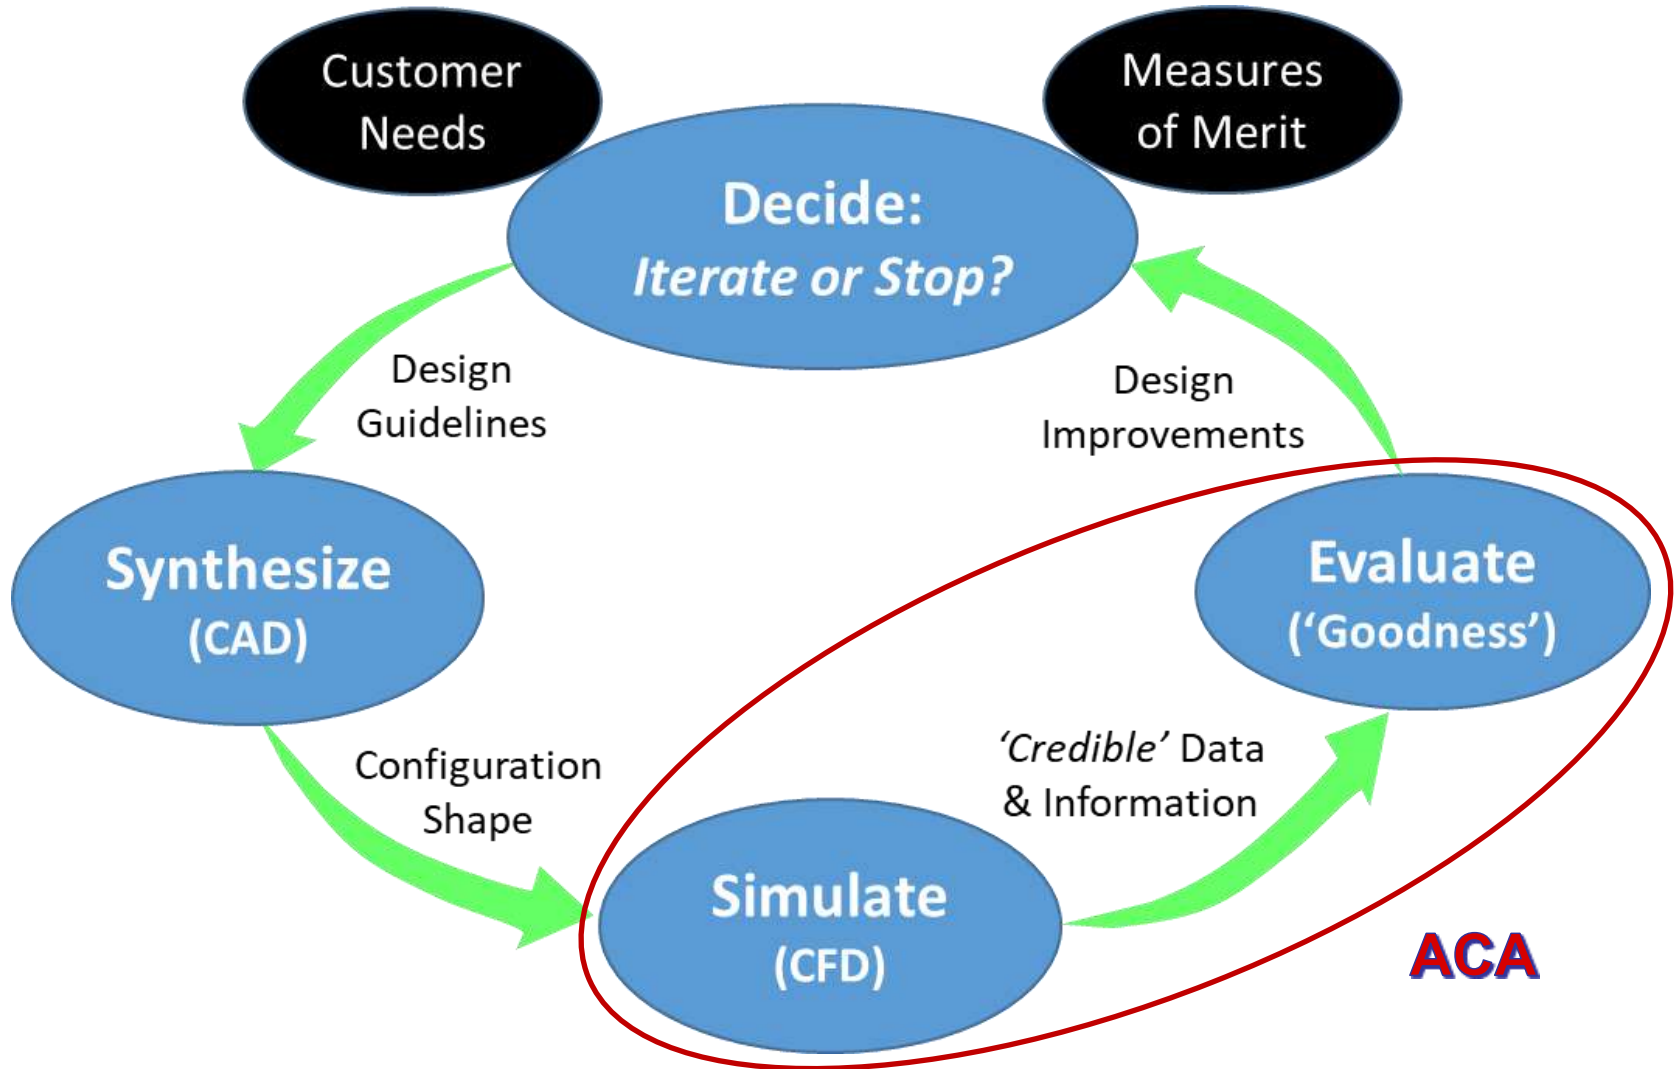 Customer
Needs
Measures
of Merit
Decide:
Iterate or Stop?
Design
Guidelines
Design
Improvements
Synthesize
(CAD)
Evaluate
(‘Goodness’)
Configuration
Shape
‘Credible’ Data
& Information
Simulate
(CFD)
ACA